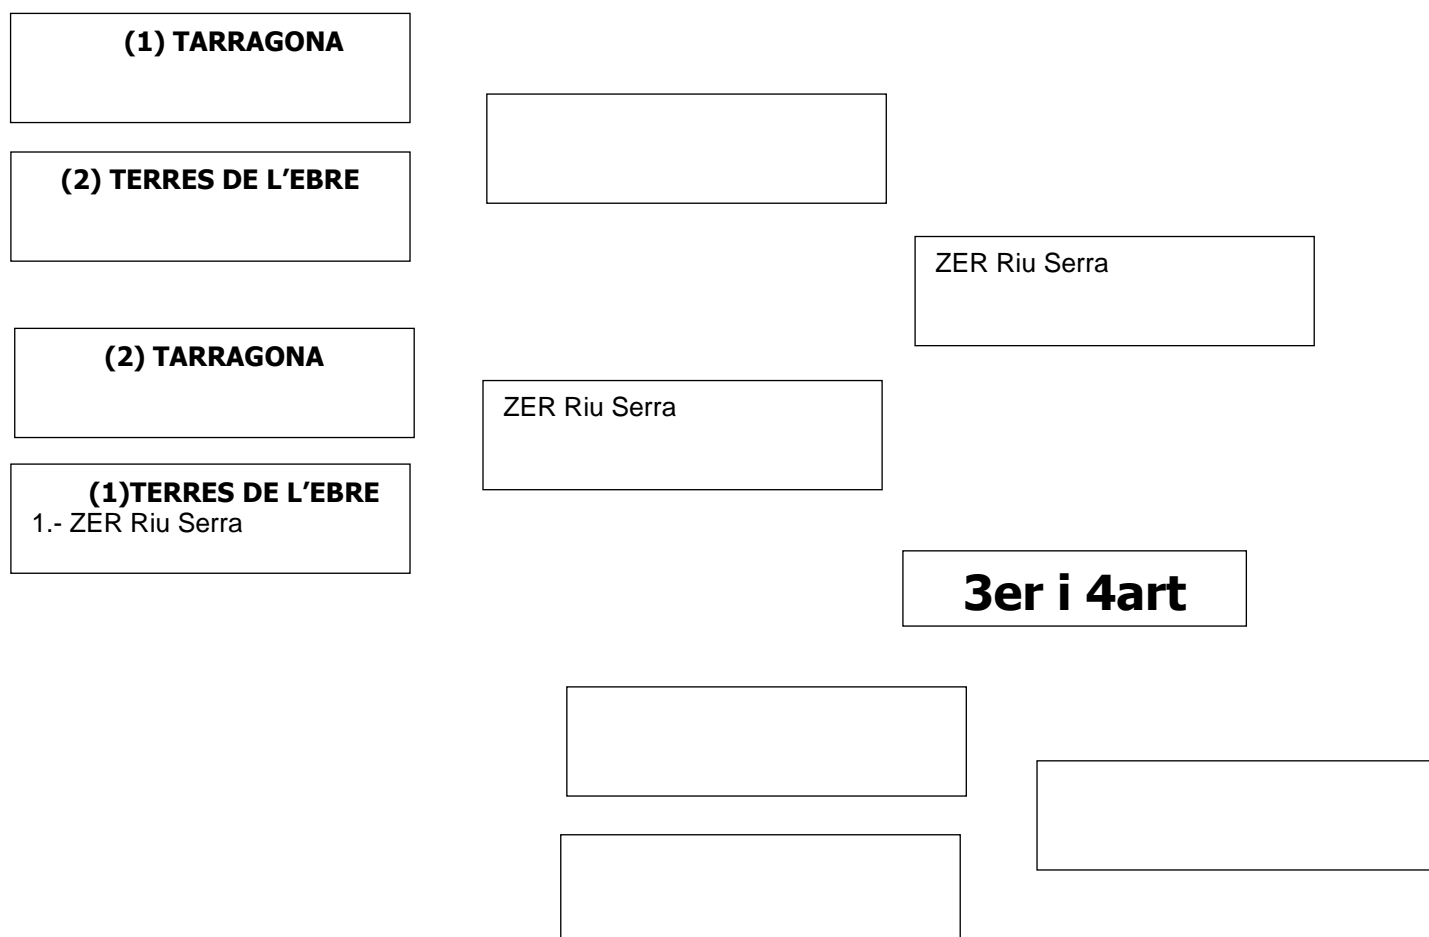 (1) TARRAGONA
(2) TERRES DE L’EBRE
ZER Riu Serra
(2) TARRAGONA
ZER Riu Serra
(1)TERRES DE L’EBRE
1.- ZER Riu Serra
3er i 4art